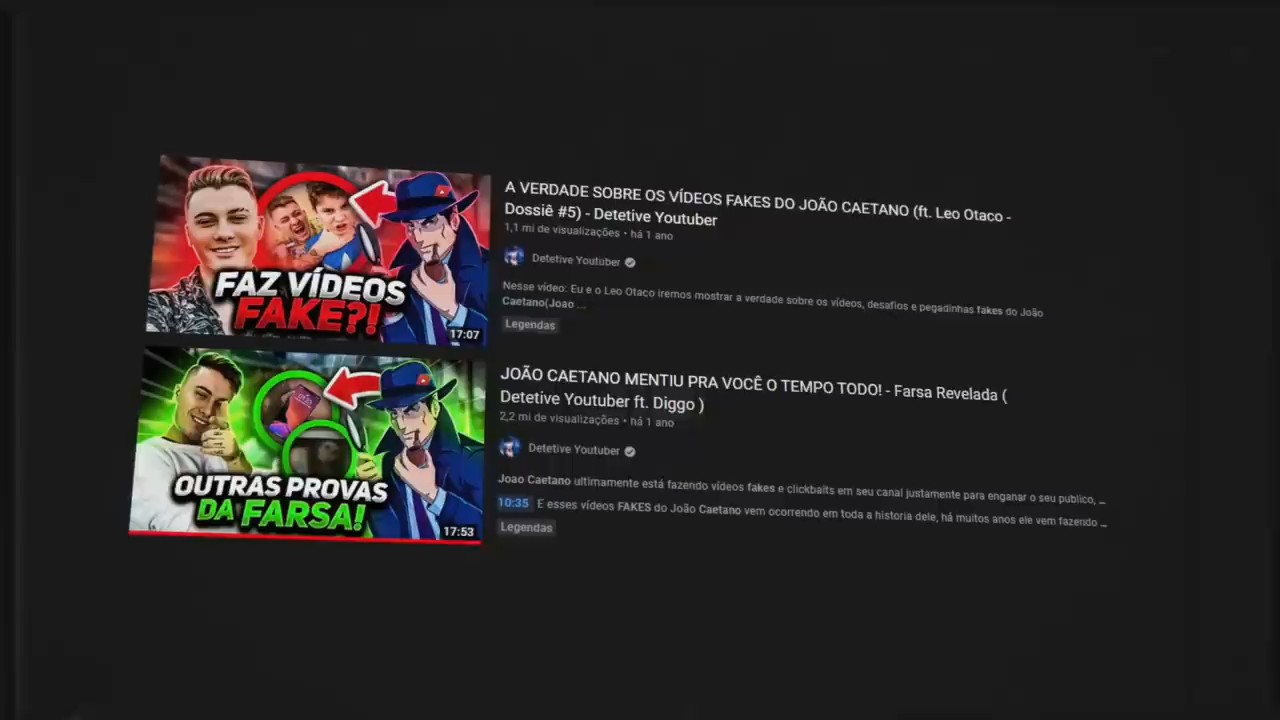 FAZ VÍDEOS
FAKE?!
17:07
A VERDADE SOBRE OS VÍDEOS FAKES DO JOÃO CAETANO (ft. Leo Otaco -
Dossiê #5) - Detetive Youtuber
1,1 mi de visualizações • há 1 ano
Detetive Youtuber
Nesse vídeo: Eu e o Leo Otaco iremos mostrar a verdade sobre os vídeos, desafios e pegadinhas fakes do João
Caetano(Joao ...
Legendas
OUTRAS PROVAS
DA FARSA!
17:53
JOÃO CAETANO MENTIU PRA VOCÊ O TEMPO TODO! - Farsa Revelada (
Detetive Youtuber ft. Diggo )
2,2 mi de visualizações • há 1 ano
Detetive Youtuber
Joao Caetano ultimamente está fazendo vídeos fakes e clickbaits em seu canal justamente para enganar o seu publico, ...
10:35 E esses vídeos FAKES do João Caetano vem ocorrendo em toda a historia dele, há muitos anos ele vem fazendo ...
Legendas